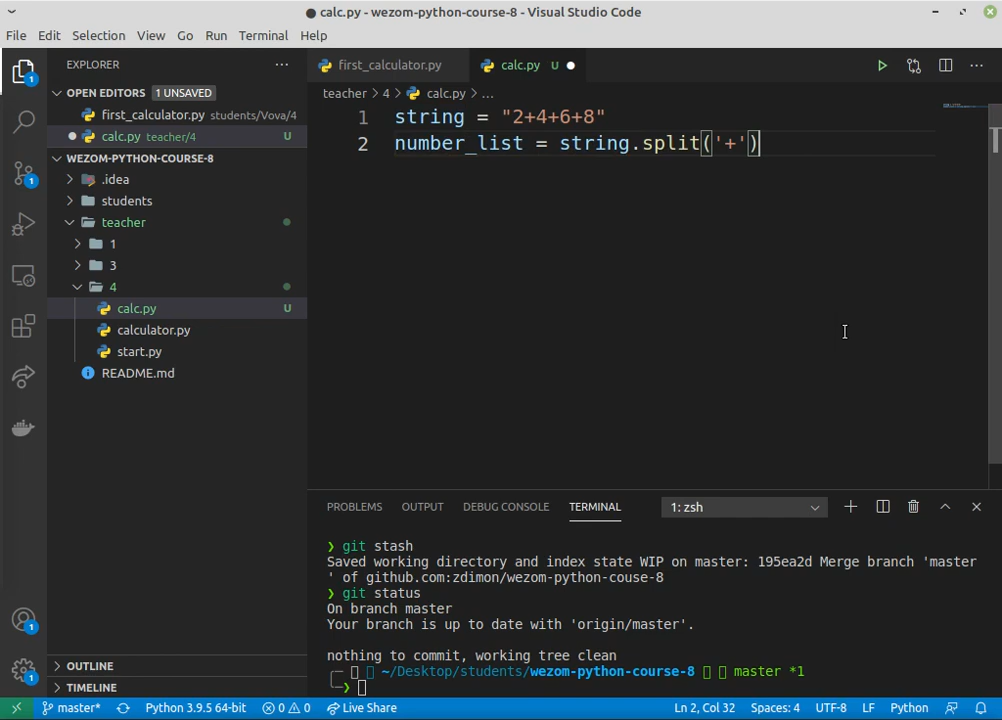 calc.py - wezom-python-course-8 - Visual Studio Code
File Edit Selection View Go Run Terminal Help
EXPLORER
OPEN EDITORS 1 UNSAVED
first_calculator.py students/Vova/4
calc.py teacher/4 U
WEZOM-PYTHON-COURSE-8
.idea
students
teacher
1
3
4
calc.py U
calculator.py
start.py
README.md
OUTLINE
TIMELINE
first_calculator.py calc.py U
teacher > 4 > calc.py > ...
1 string = "2+4+6+8"
2 number_list = string.split('+')
PROBLEMS OUTPUT DEBUG CONSOLE TERMINAL 1: zsh
❯ git stash
Saved working directory and index state WIP on master: 195ea2d Merge branch 'master
' of github.com:zdimon/wezom-python-couse-8
❯ git status
On branch master
Your branch is up to date with 'origin/master'.
nothing to commit, working tree clean
~/Desktop/students/wezom-python-course-8 master *1
❯
master* Python 3.9.5 64-bit 0 0 Live Share Ln 2, Col 32 Spaces: 4 UTF-8 LF Python
1
1
1
1